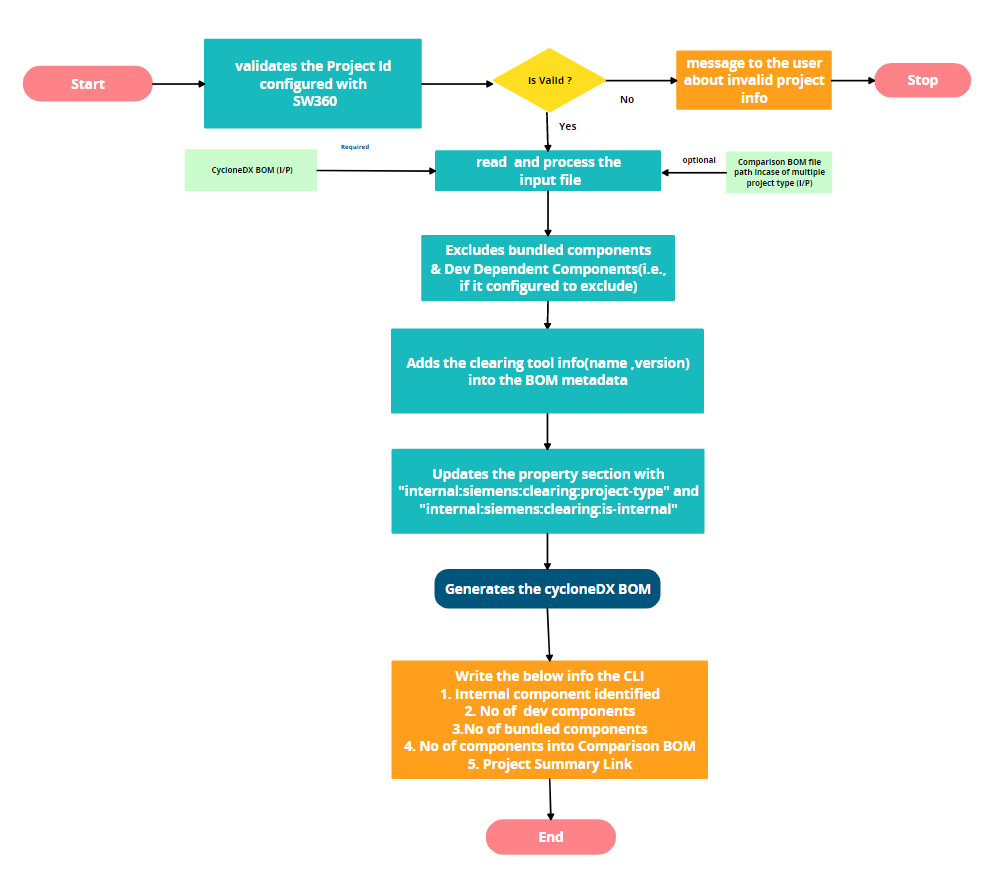 Start
validates the Project Id
configured with
SW360
Is Valid ?
No
message to the user
about invalid project
info
Stop
Yes
CycloneDX BOM (I/P)
Required
read and process the
input file
optional
Comparison BOM file
path incase of multiple
project type (I/P)
Excludes bundled components
& Dev Dependent Components(i.e.,
if it configured to exclude)
Adds the clearing tool info(name ,version)
into the BOM metadata
Updates the property section with
"internal:siemens:clearing:project-type" and
"internal:siemens:clearing:is-internal"
Generates the cycloneDX BOM
Write the below info the CLI
1. Internal component identified
2. No of dev components
3.No of bundled components
4. No of components into Comparison BOM
5. Project Summary Link
End